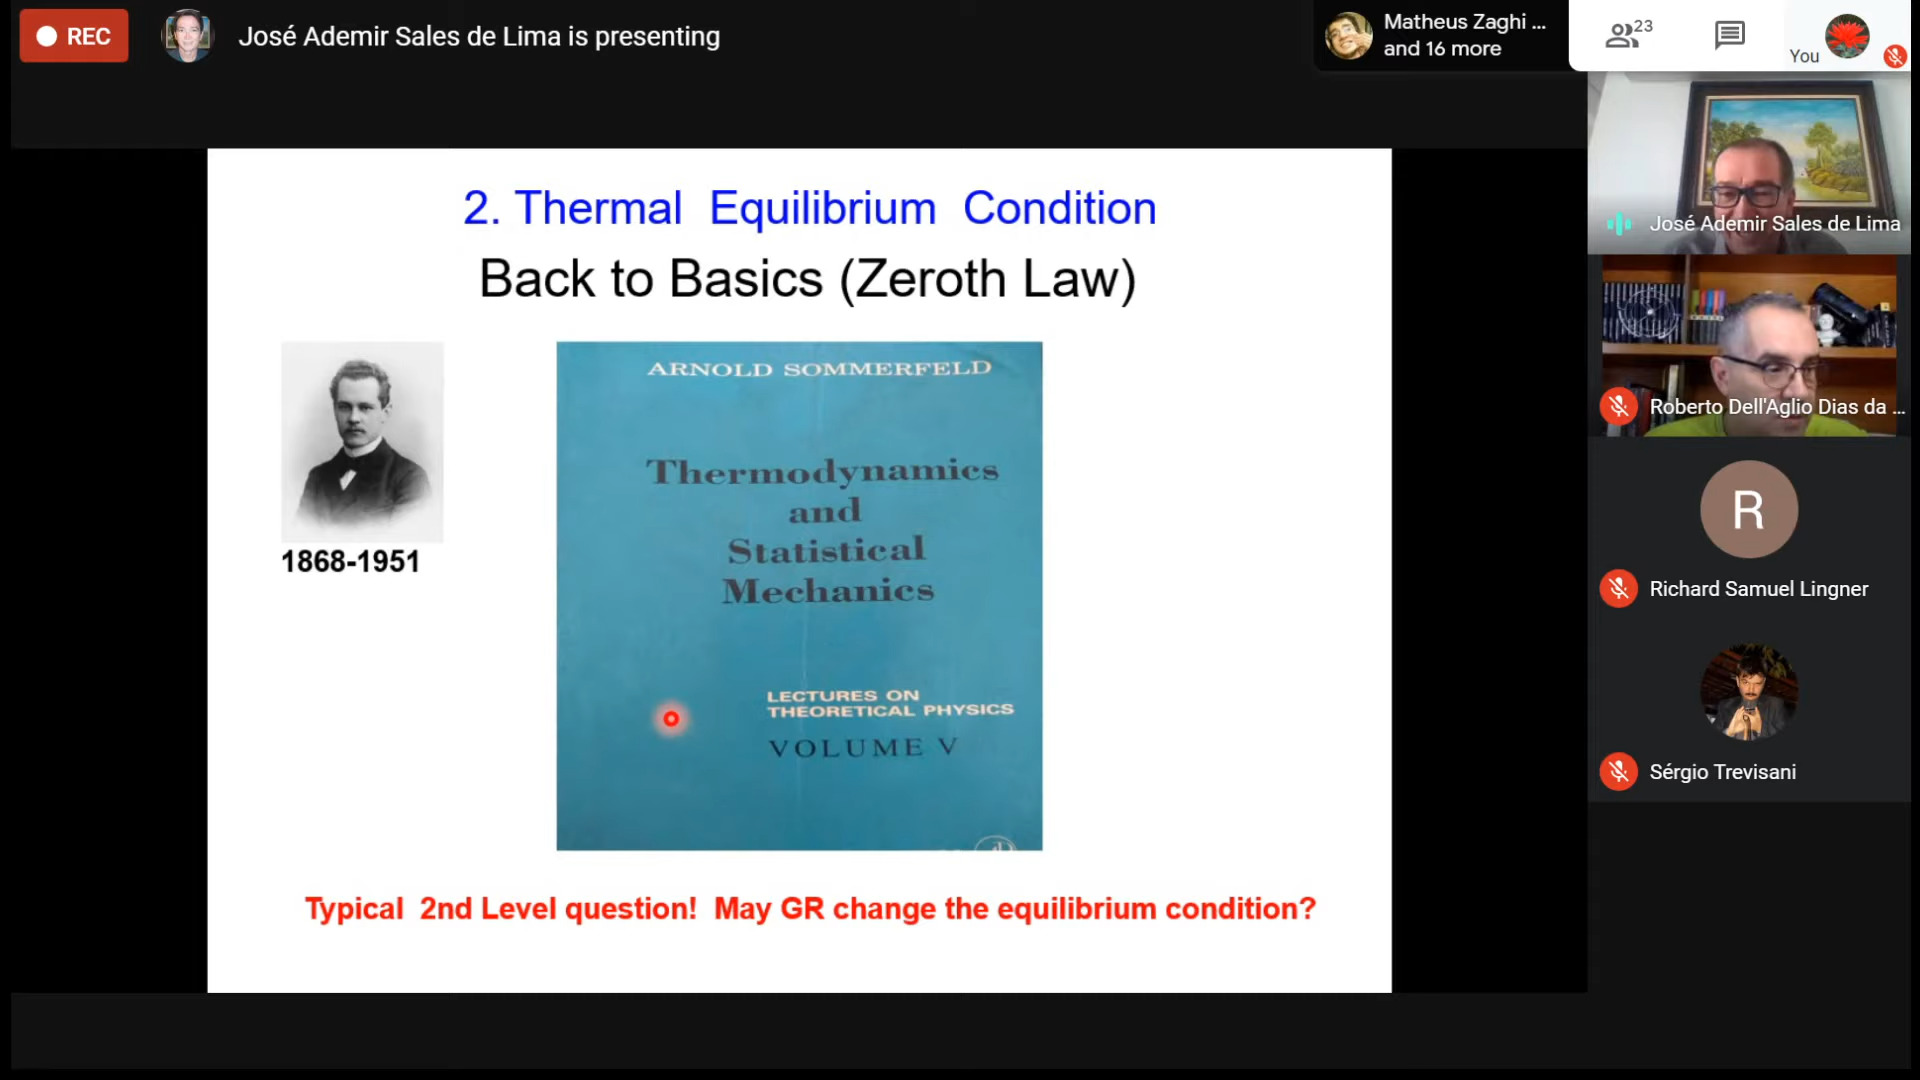 REC
José Ademir Sales de Lima is presenting
Matheus Zaghi ...
and 16 more
23
You
2. Thermal Equilibrium Condition
Back to Basics (Zeroth Law)
1868-1951
ARNOLD SOMMERFELD
Thermodynamics
and
Statistical
Mechanics
LECTURES ON
THEORETICAL PHYSICS
VOLUME V
Typical 2nd Level question! May GR change the equilibrium condition?
José Ademir Sales de Lima
Roberto Dell'Aglio Dias da ...
R
Richard Samuel Lingner
Sérgio Trevisani